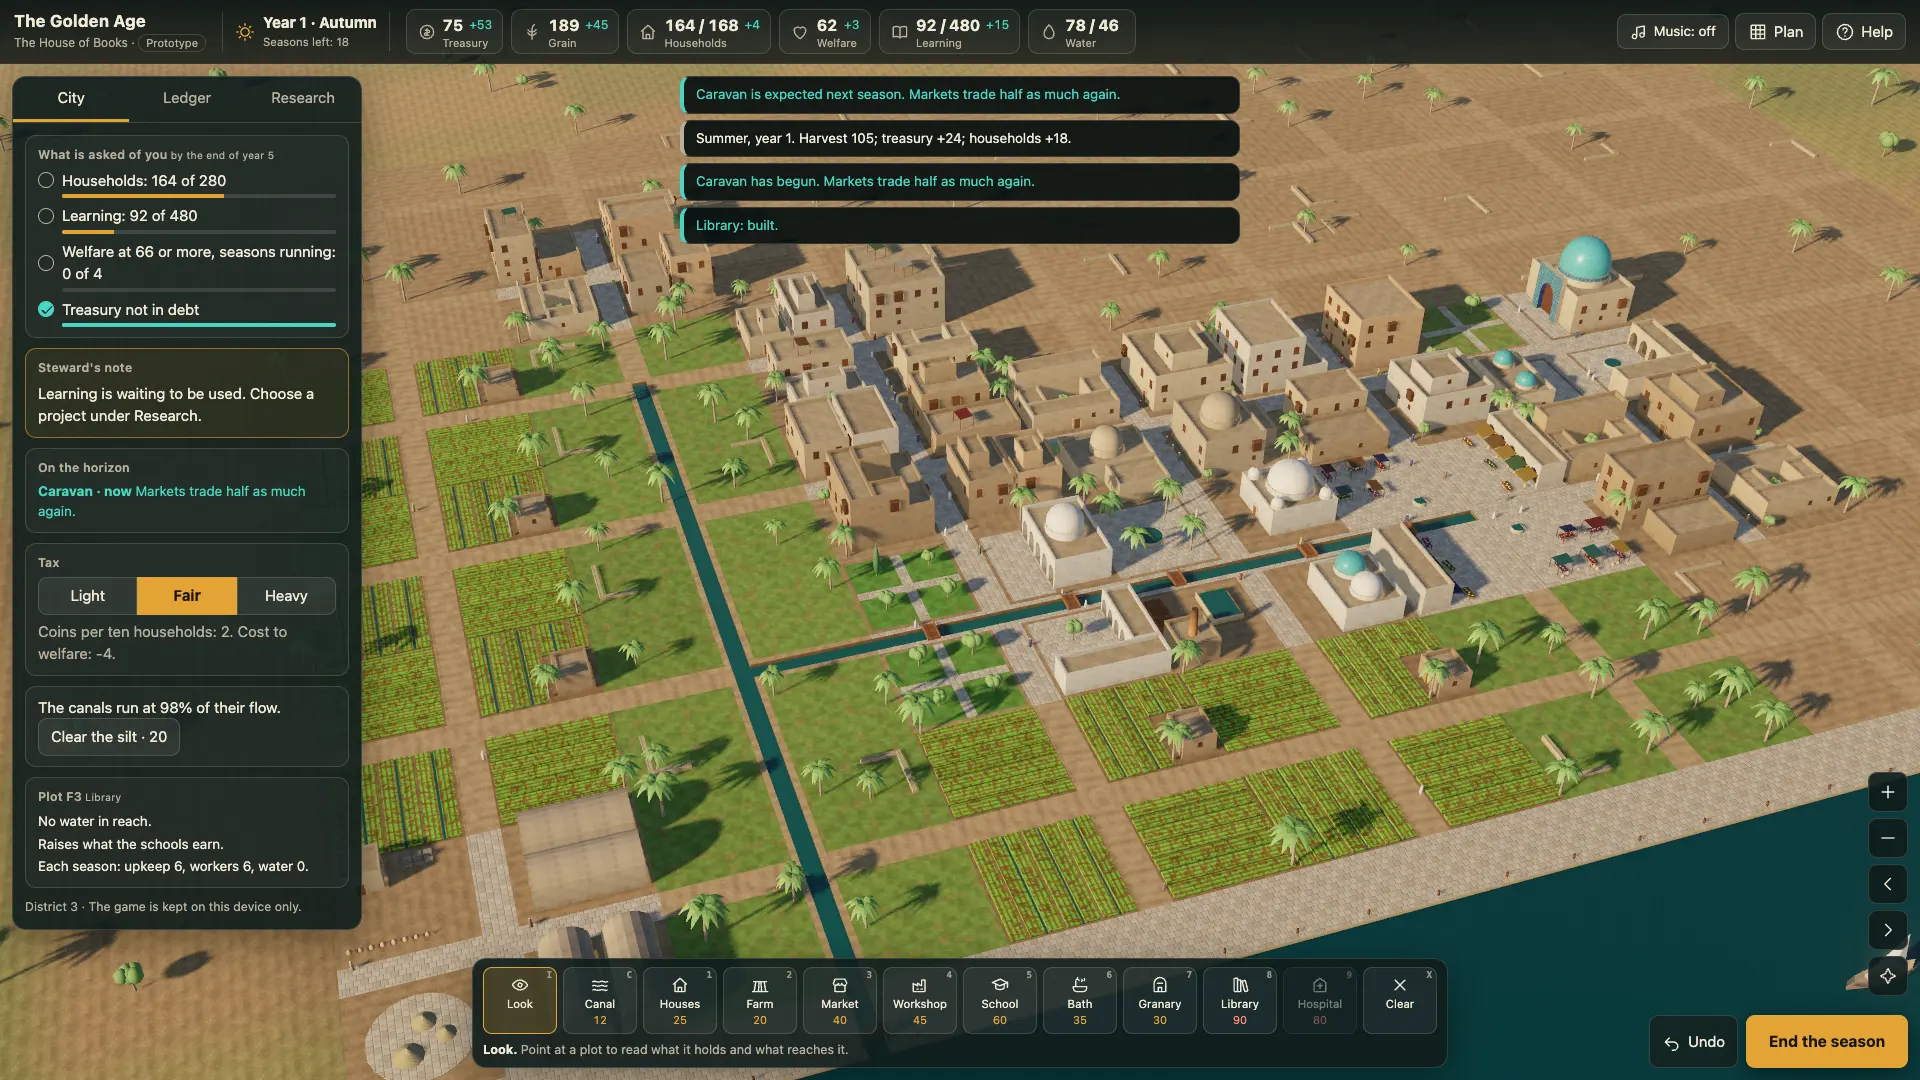 The Golden Age
The House of Books · Prototype
Year 1 · Autumn
Seasons left: 18
75 +53
Treasury
189 +45
Grain
164 / 168 +4
Households
62 +3
Welfare
92 / 480 +15
Learning
78 / 46
Water
Music: off
Plan
Help
City
Ledger
Research
What is asked of you by the end of year 5
Households: 164 of 280
Learning: 92 of 480
Welfare at 66 or more, seasons running:
0 of 4
Treasury not in debt
Steward's note
Learning is waiting to be used. Choose a
project under Research.
On the horizon
Caravan · now Markets trade half as much
again.
Tax
Light
Fair
Heavy
Coins per ten households: 2. Cost to
welfare: -4.
The canals run at 98% of their flow.
Clear the silt · 20
Plot F3 Library
No water in reach.
Raises what the schools earn.
Each season: upkeep 6, workers 6, water 0.
District 3 · The game is kept on this device only.
Caravan is expected next season. Markets trade half as much again.
Summer, year 1. Harvest 105; treasury +24; households +18.
Caravan has begun. Markets trade half as much again.
Library: built.
I
Look
C
Canal
12
1
Houses
25
2
Farm
20
3
Market
40
4
Workshop
45
5
School
60
6
Bath
35
7
Granary
30
8
Library
90
9
Hospital
80
X
Clear
Look. Point at a plot to read what it holds and what reaches it.
Undo
End the season